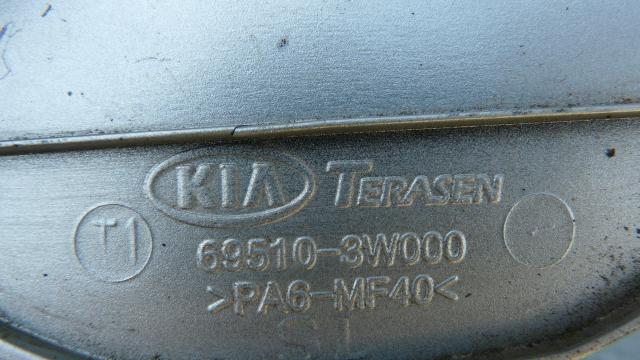 KIA TERASEN
T1
69510-3W000
>PA6-MF40<